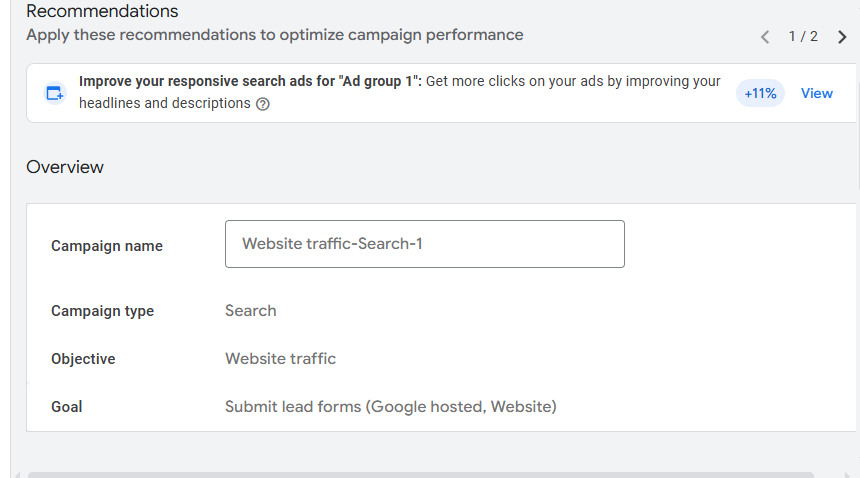 Recommendations
Apply these recommendations to optimize campaign performance
1 / 2
Improve your responsive search ads for "Ad group 1": Get more clicks on your ads by improving your
headlines and descriptions
+11%
View
Overview
Campaign name
Website traffic-Search-1
Campaign type
Search
Objective
Website traffic
Goal
Submit lead forms (Google hosted, Website)